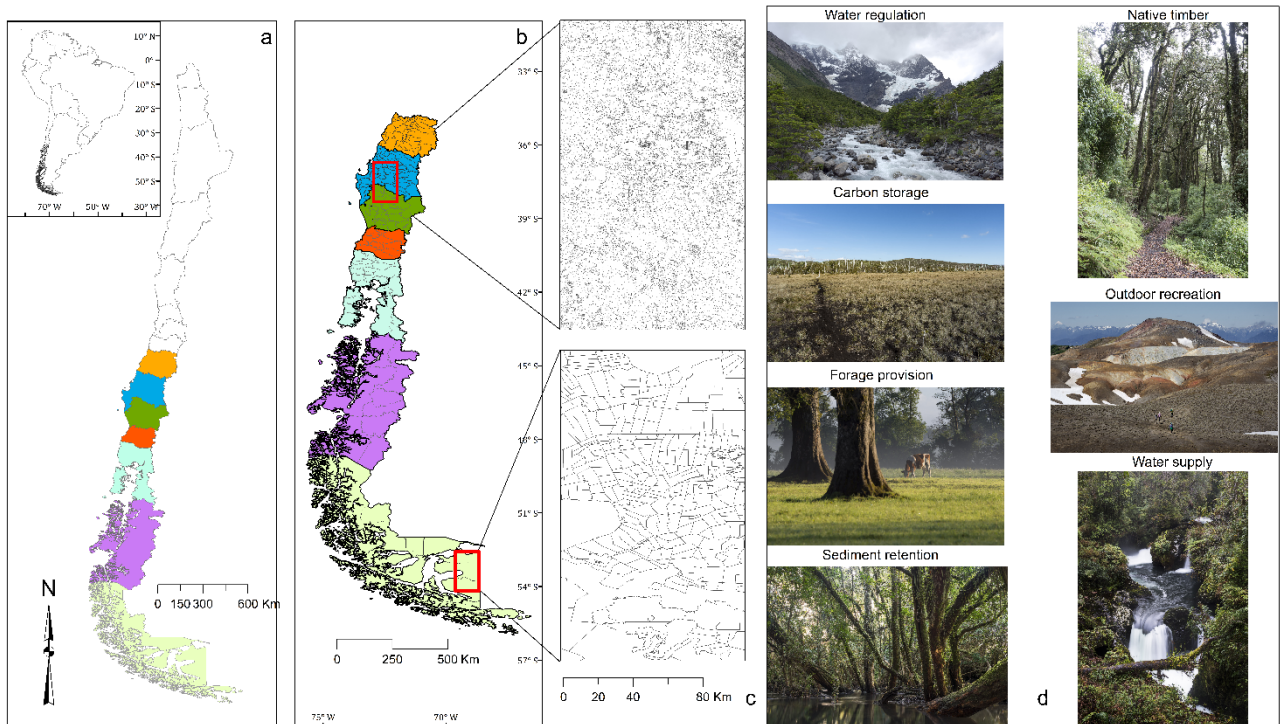 a
10° N
0°
10° S
20° S
30° S
40° S
50° S
70° W
50° W
30° W
N
0 150 300 600 Km
b
33° S
36° S
39° S
42° S
45° S
48° S
51° S
54° S
57° S
0 250 500 Km
75° W
70° W
0 20 40 80 Km
c
Water regulation
Native timber
Carbon storage
Outdoor recreation
Forage provision
Water supply
Sediment retention
d